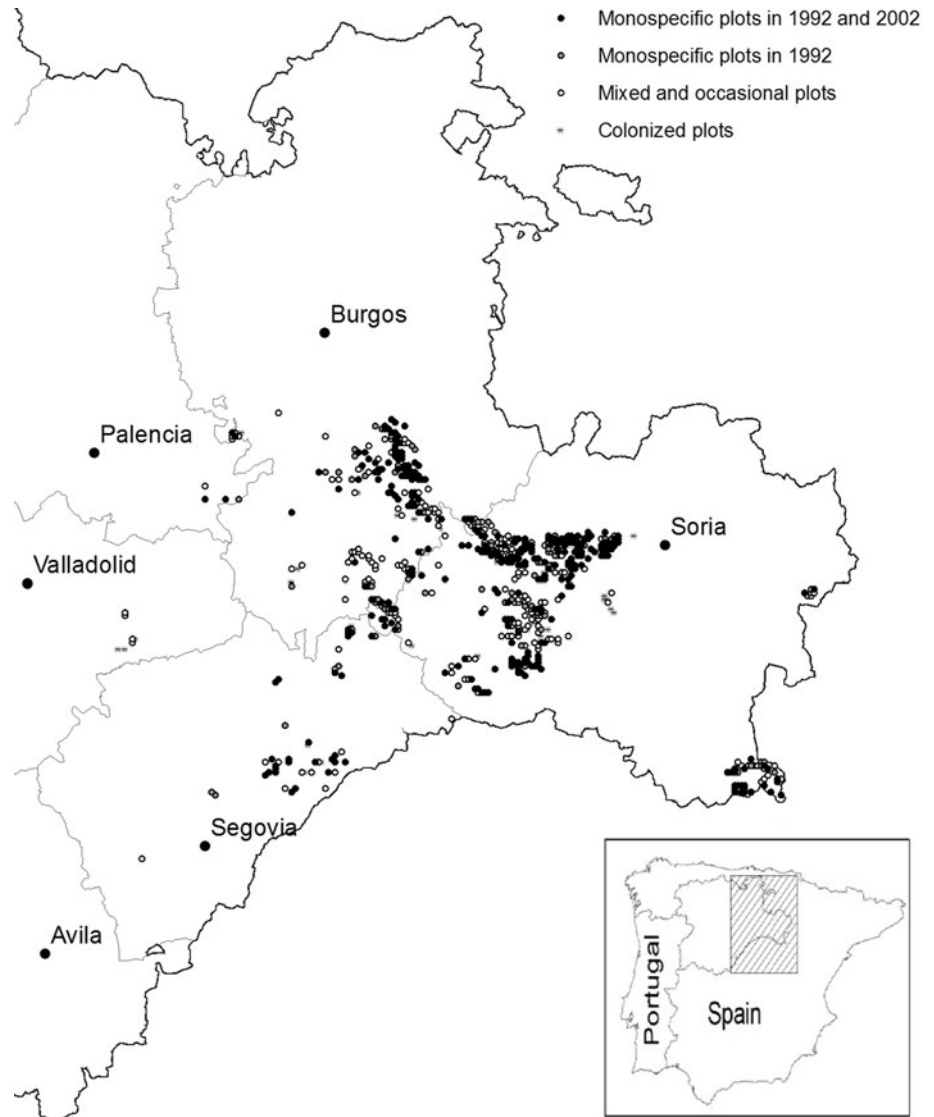 Monospecific plots in 1992 and 2002
Monospecific plots in 1992
Mixed and occasional plots
Colonized plots
Burgos
Palencia
Soria
Valladolid
Segovia
Avila
Portugal
Spain